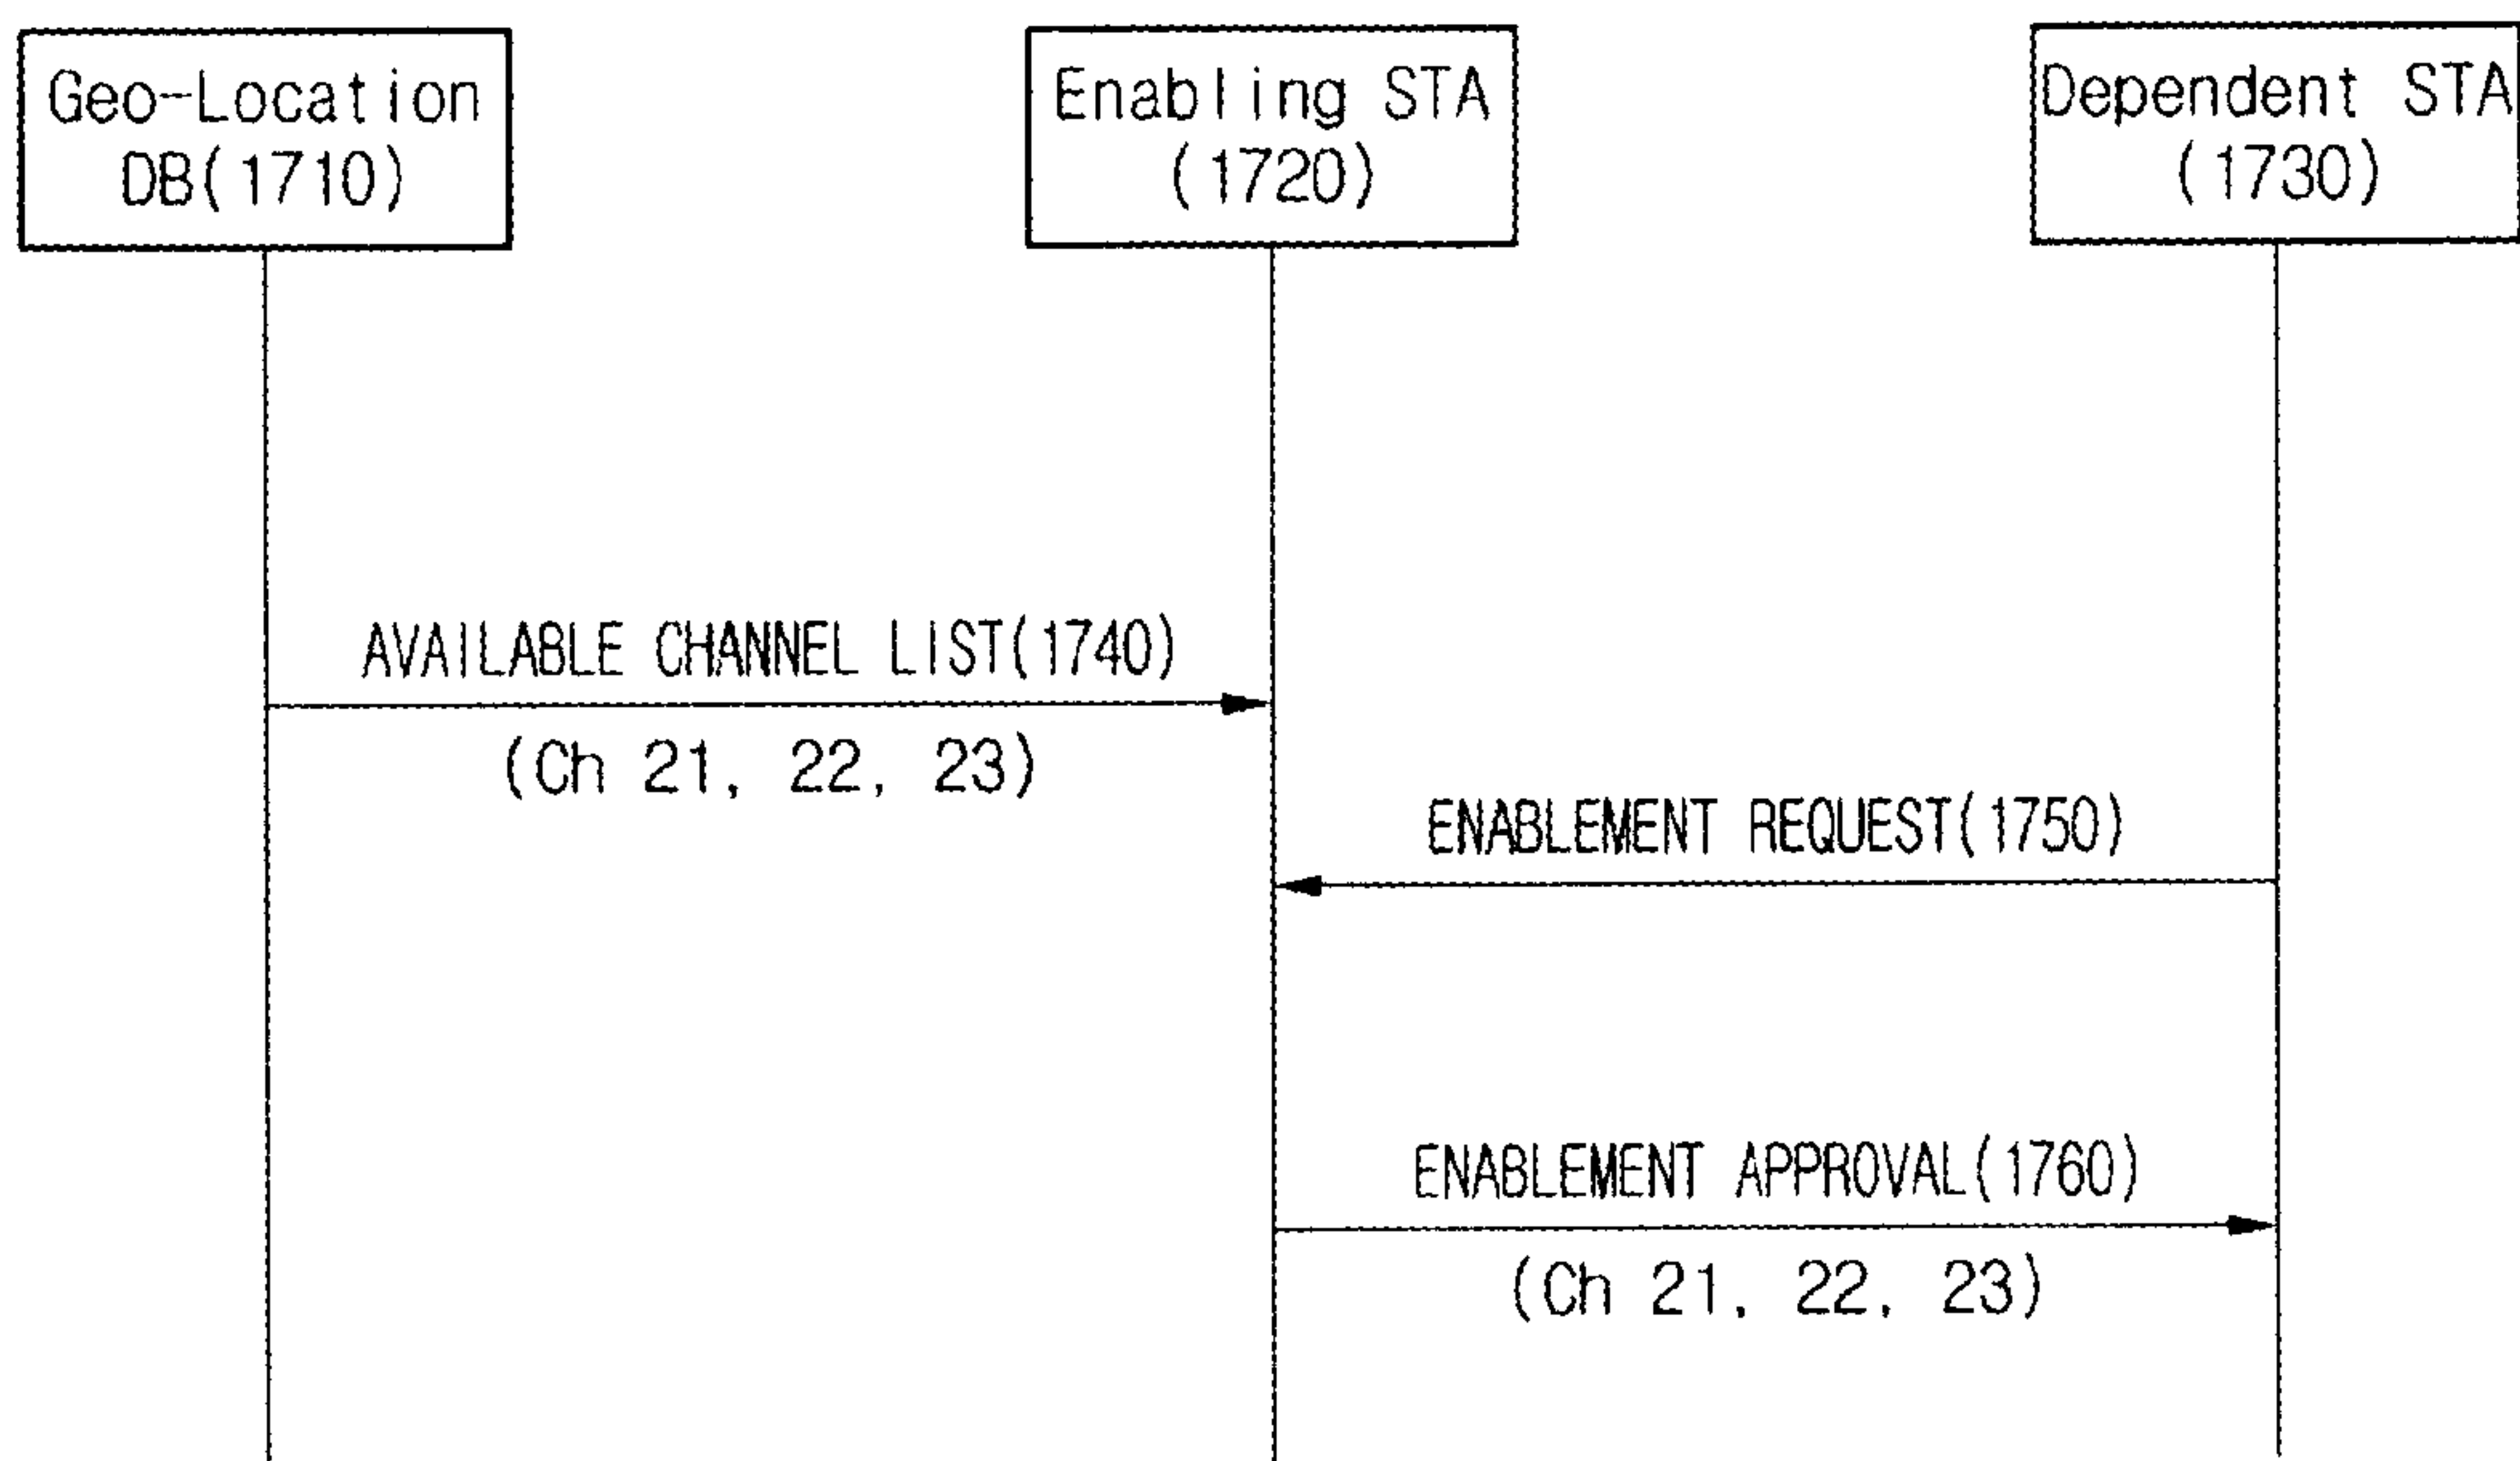 Geo-Location
DB(1710)
Enabling STA
(1720)
Dependent STA
(1730)
AVAILABLE CHANNEL LIST(1740)
(Ch 21, 22, 23)
ENABLEMENT REQUEST(1750)
ENABLEMENT APPROVAL(1760)
(Ch 21, 22, 23)